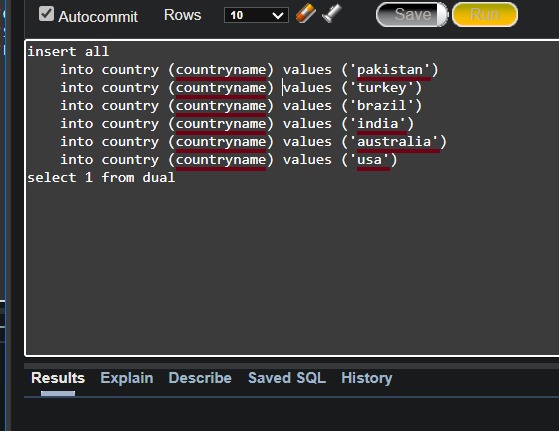 Autocommit Rows 10 Save Run
insert all
into country (countryname) values ('pakistan')
into country (countryname) values ('turkey')
into country (countryname) values ('brazil')
into country (countryname) values ('india')
into country (countryname) values ('australia')
into country (countryname) values ('usa')
select 1 from dual
Results Explain Describe Saved SQL History